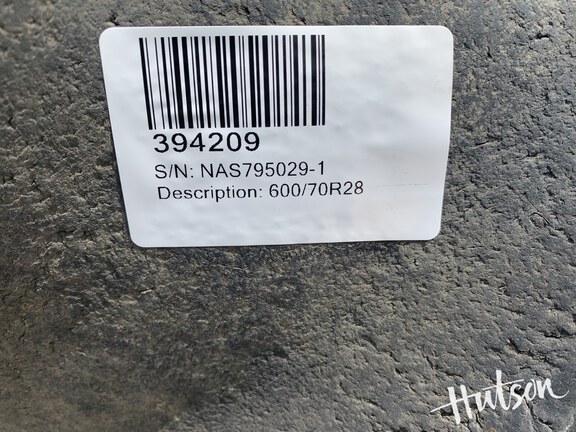 394209
S/N: NAS795029-1
Description: 600/70R28
Hutson